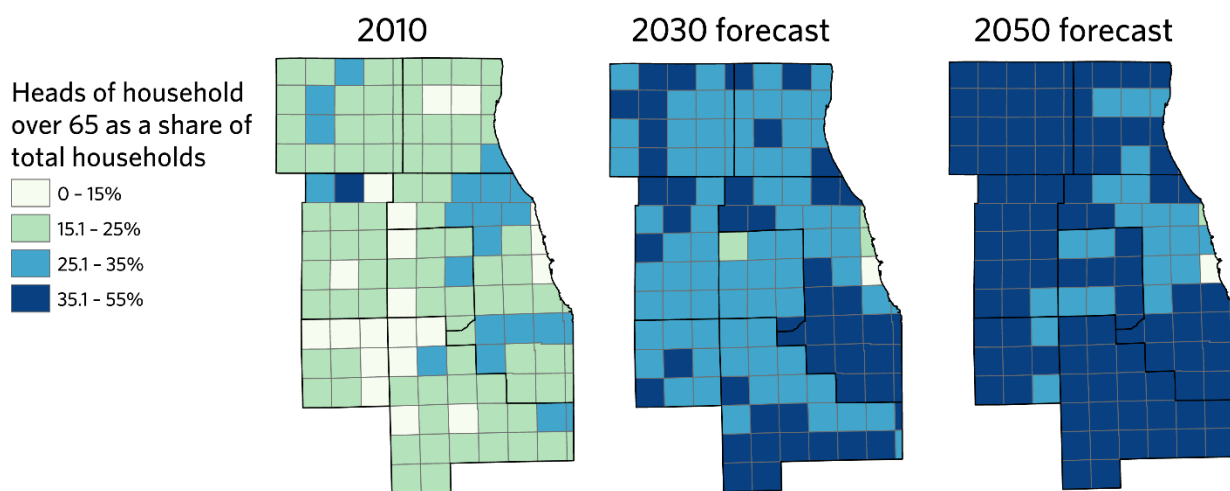 2010
2030 forecast
2050 forecast
Heads of household
over 65 as a share of
total households
0 – 15%
15.1 – 25%
25.1 – 35%
35.1 – 55%